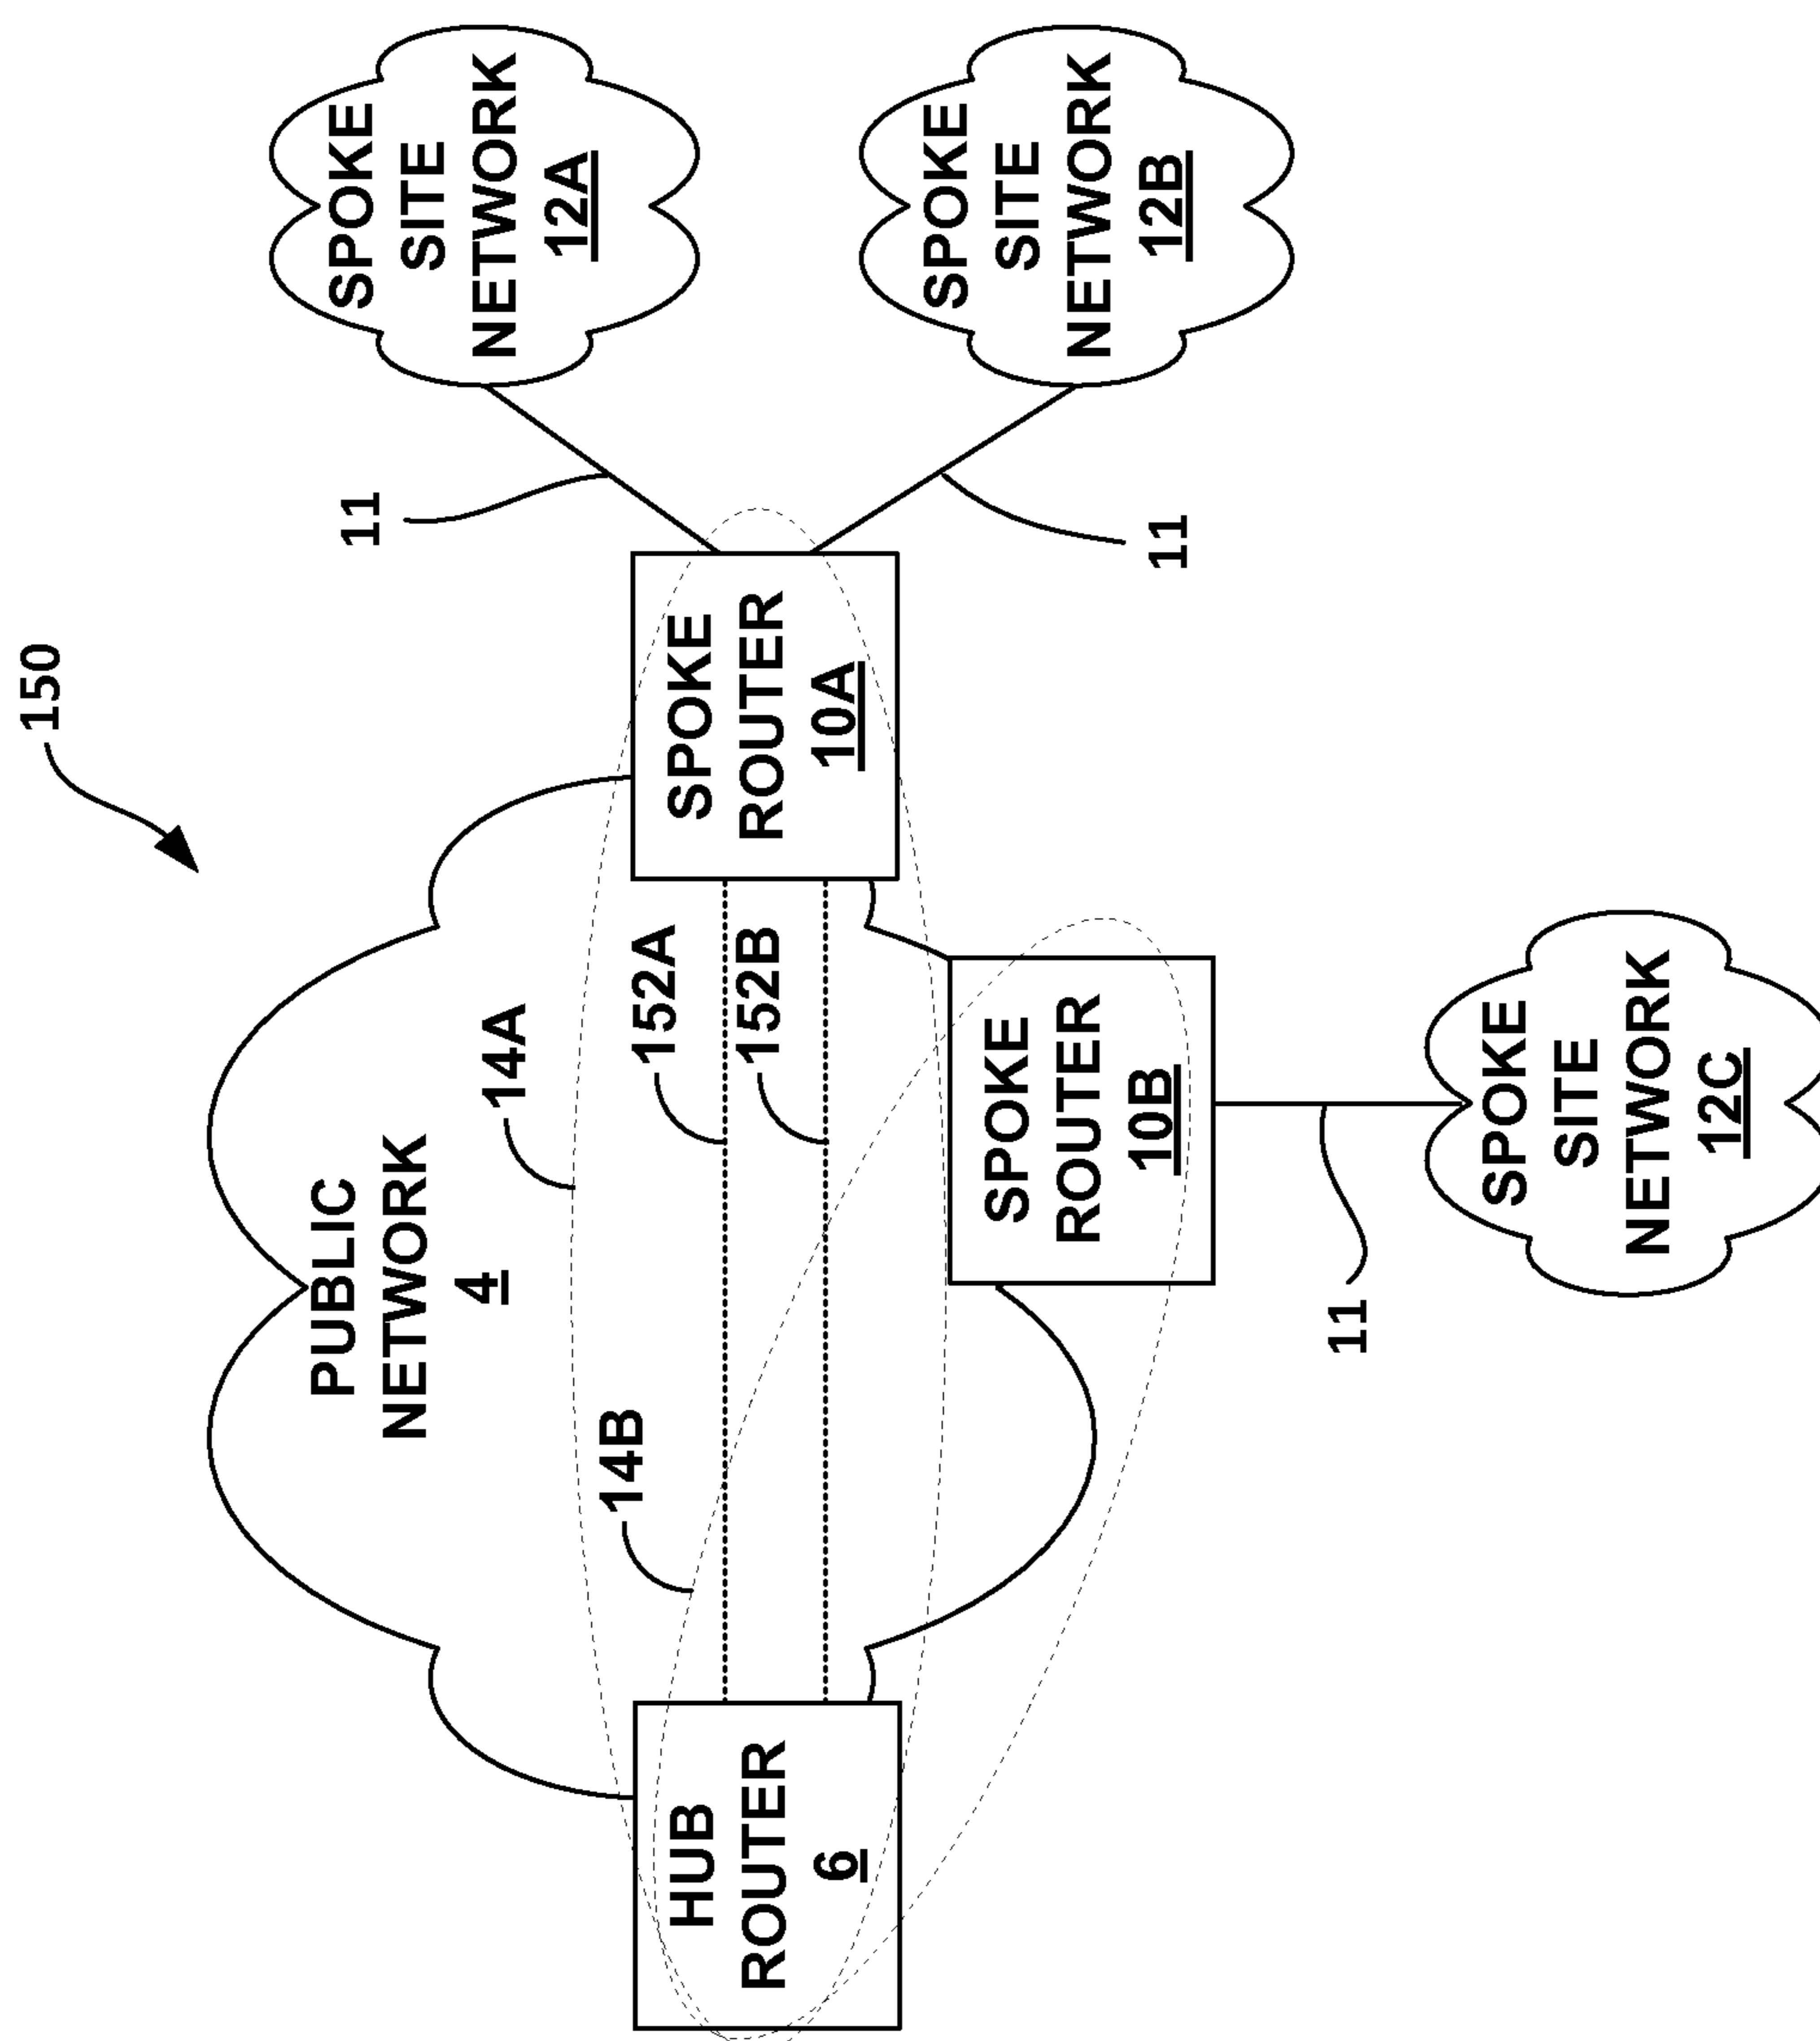 150
PUBLIC
NETWORK
4
14A
14B
152A
152B
HUB
ROUTER
6
SPOKE
ROUTER
10A
SPOKE
ROUTER
10B
11
11
11
SPOKE
SITE
NETWORK
12A
SPOKE
SITE
NETWORK
12B
SPOKE
SITE
NETWORK
12C